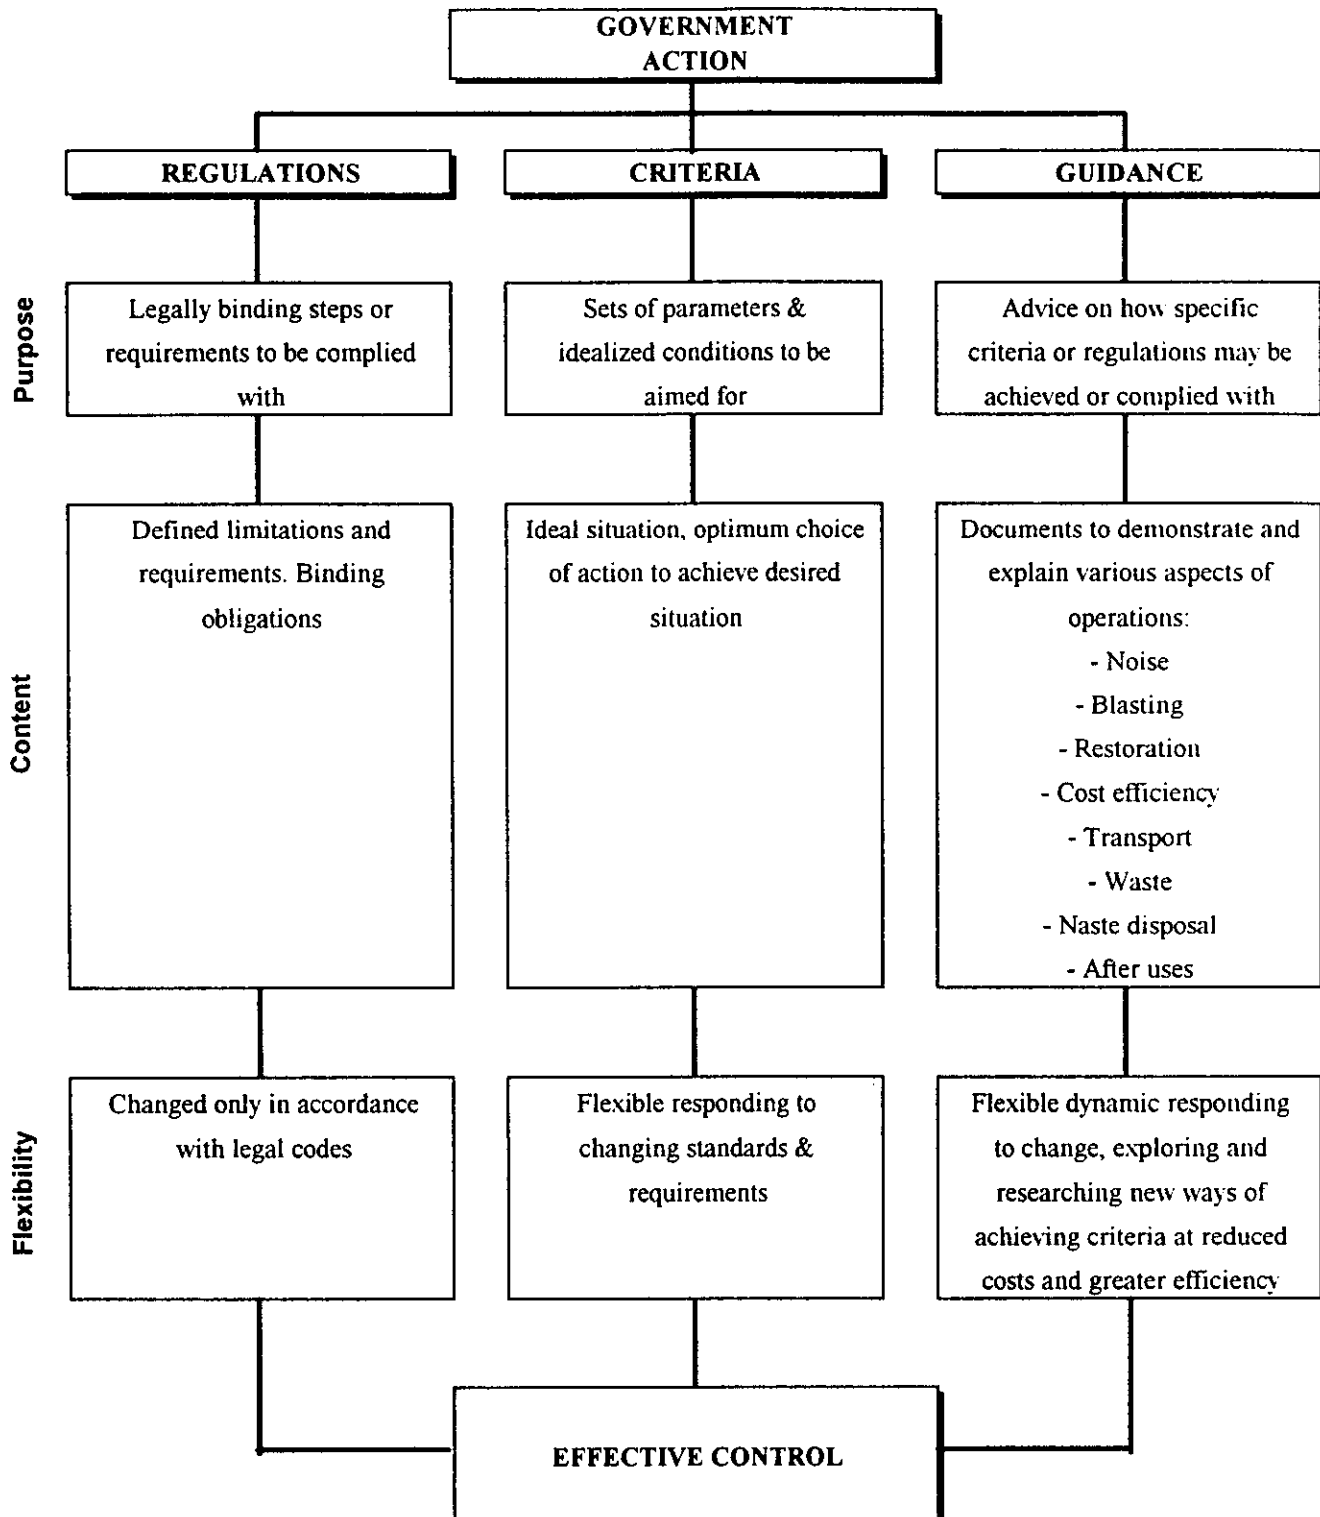 GOVERNMENT
ACTION
REGULATIONS
CRITERIA
GUIDANCE
Purpose
Legally binding steps or
requirements to be complied
with
Sets of parameters &
idealized conditions to be
aimed for
Advice on how specific
criteria or regulations may be
achieved or complied with
Content
Defined limitations and
requirements. Binding
obligations
Ideal situation, optimum choice
of action to achieve desired
situation
Documents to demonstrate and
explain various aspects of
operations:
- Noise
- Blasting
- Restoration
- Cost efficiency
- Transport
- Waste
- Naste disposal
- After uses
Flexibility
Changed only in accordance
with legal codes
Flexible responding to
changing standards &
requirements
Flexible dynamic responding
to change, exploring and
researching new ways of
achieving criteria at reduced
costs and greater efficiency
EFFECTIVE CONTROL